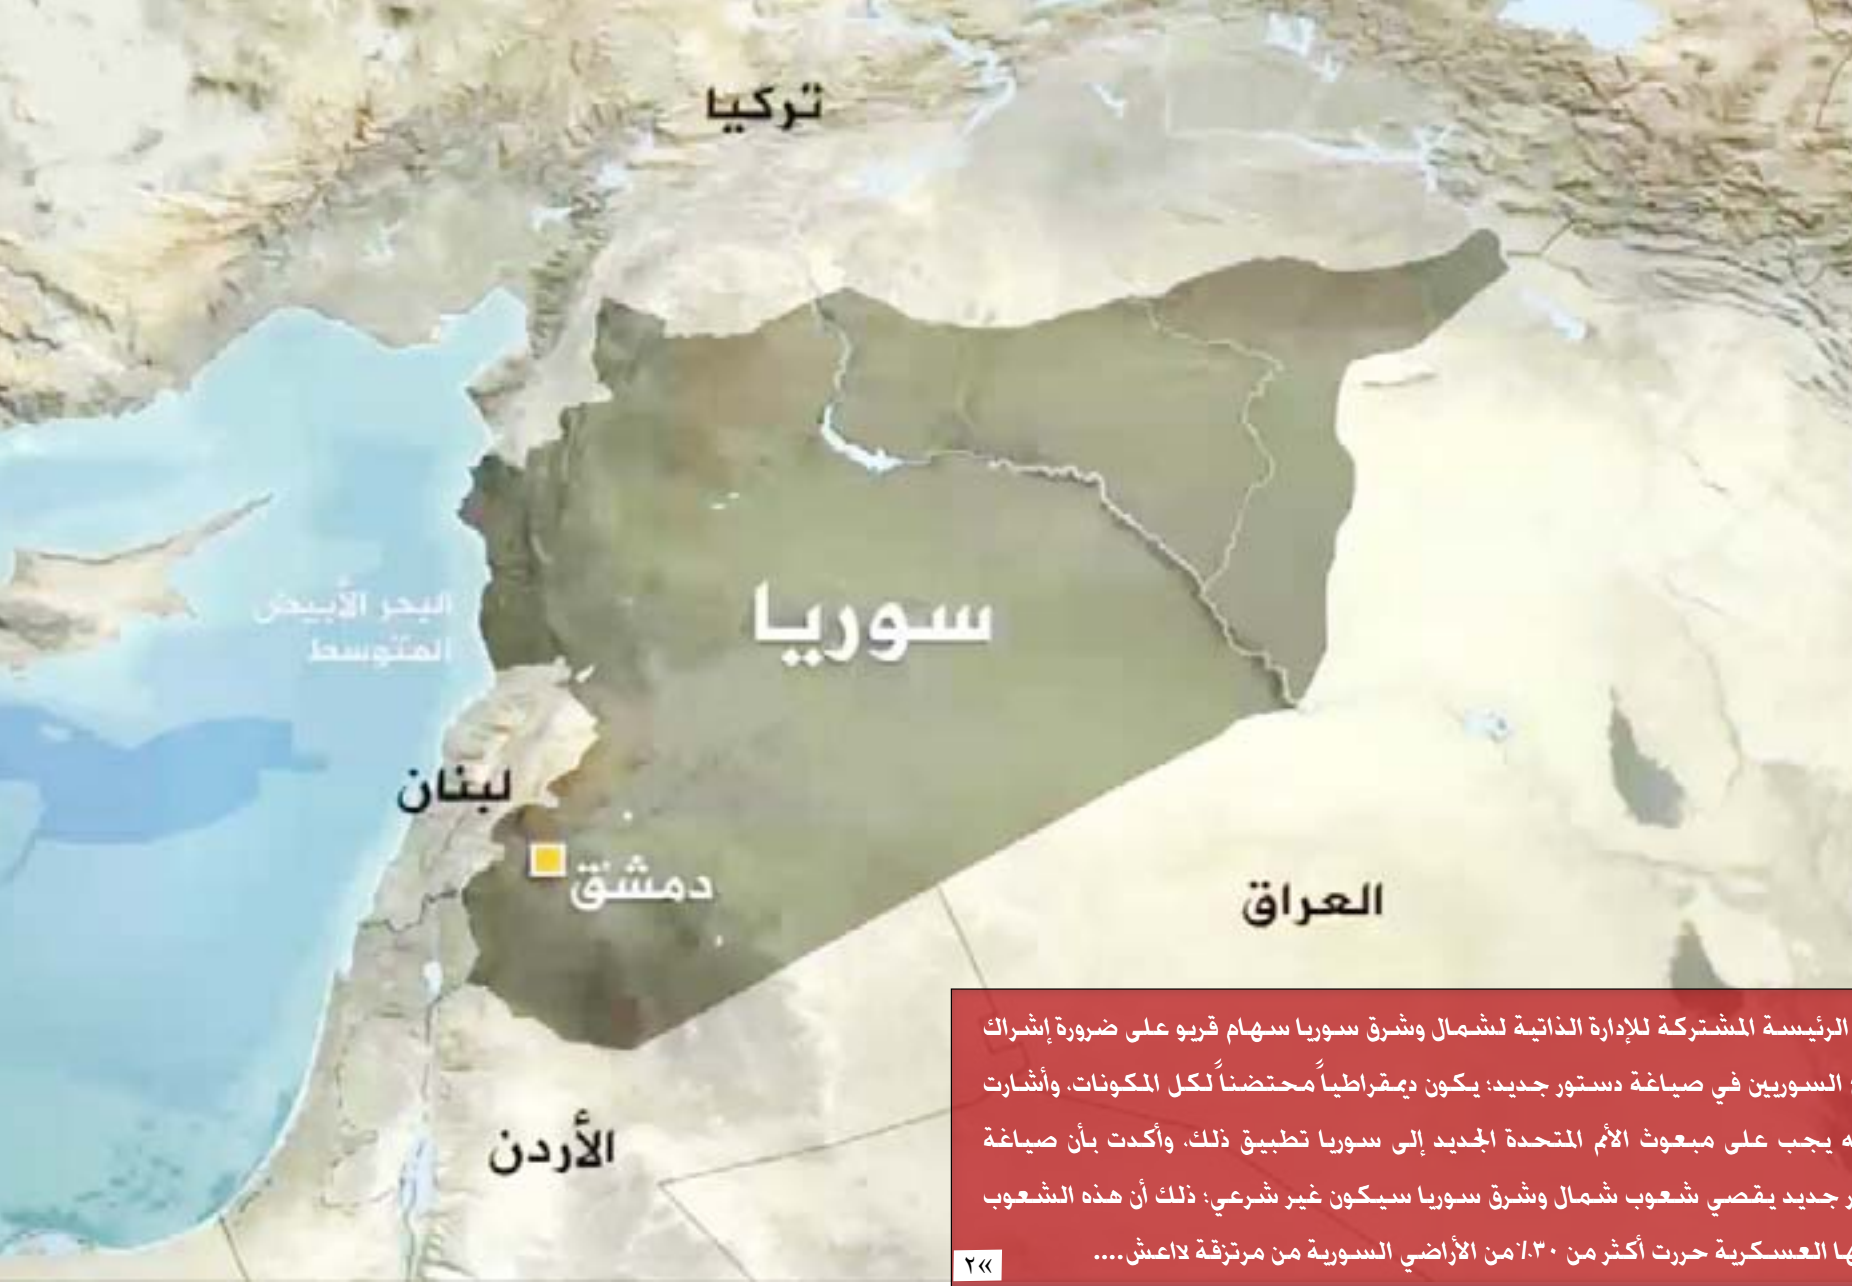 تركيا
سوريا
البحر الأبيض
المتوسط
لبنان
دمشق
العراق
الأردن
الرئيسة المشتركة للإدارة الذاتية لشمال وشرق سوريا سهام قريو على ضرورة إشراك
السوريين في صياغة دستور جديد؛ يكون ديمقراطياً محتضناً لكل المكونات، وأشارت
يجب على مبعوث الأمم المتحدة الجديد إلى سوريا تطبيق ذلك، وأكدت بأن صياغة
جديد يقصي شعوب شمال وشرق سوريا سيكون غير شرعي؛ ذلك أن هذه الشعوب
العسكرية حررت أكثر من ٣٠٪ من الأراضي السورية من مرتزقة داعش....
»٢